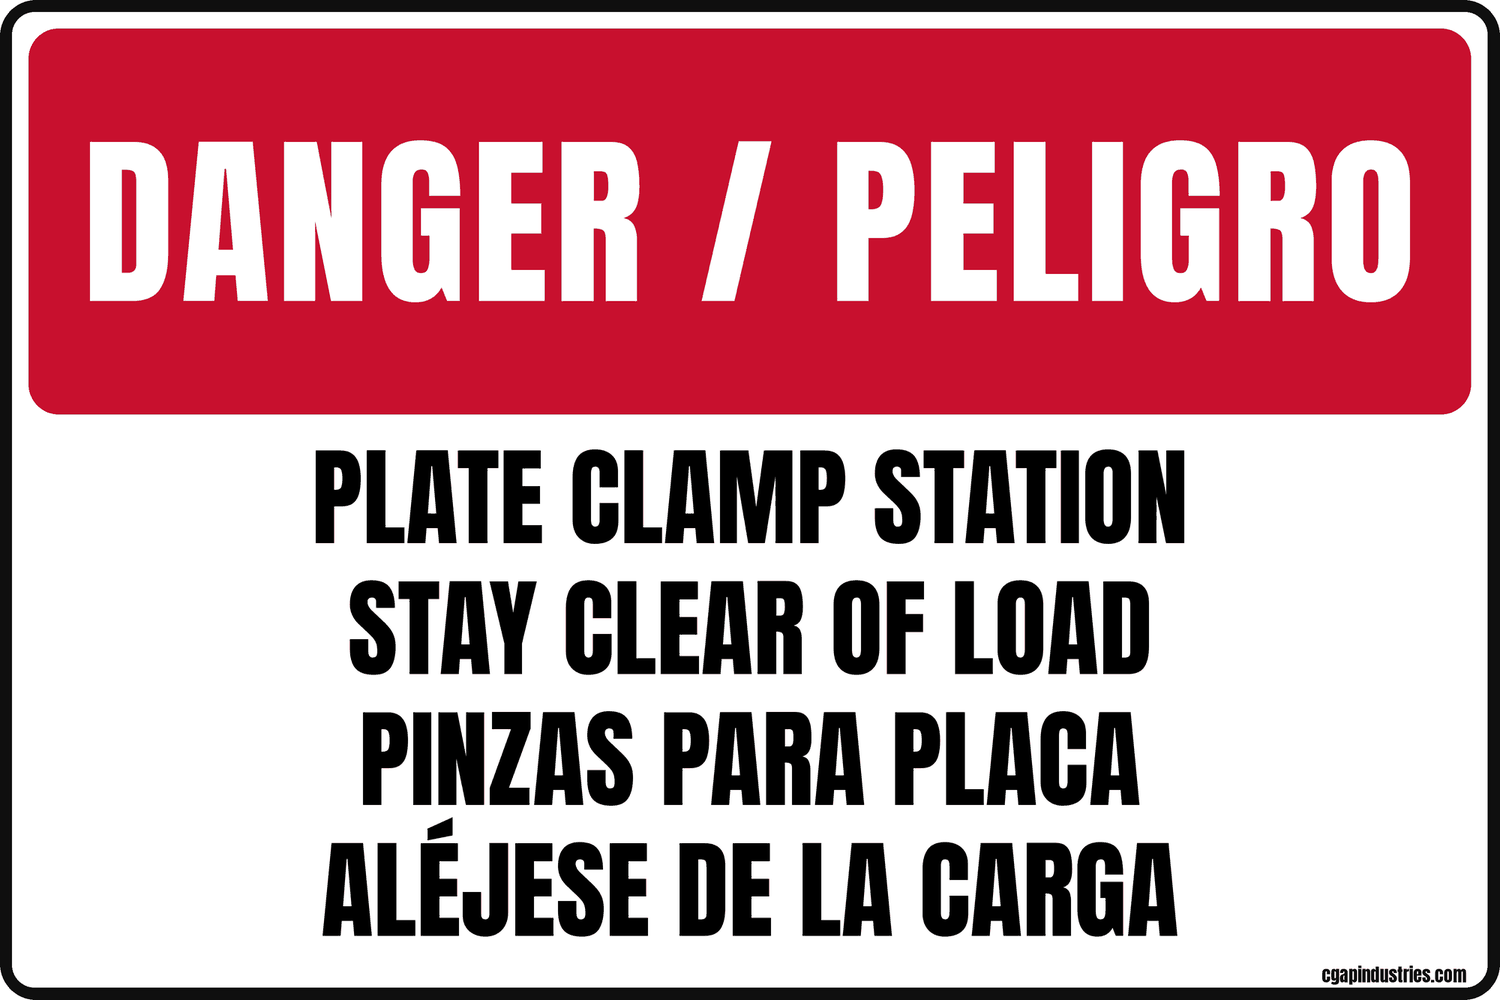 DANGER / PELIGRO
PLATE CLAMP STATION
STAY CLEAR OF LOAD
PINZAS PARA PLACA
ALÉJESE DE LA CARGA
cgapindustries.com